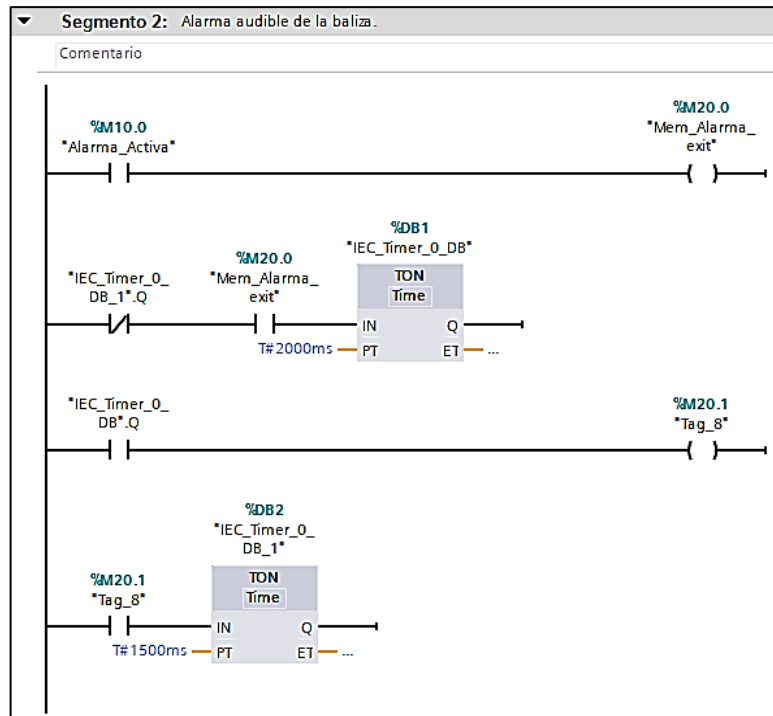 Segmento 2: Alarma audible de la baliza.
Comentario
%M10.0
"Alarma_Activa"
%M20.0
"Mem_Alarma_
exit"
"IEC_Timer_0_
DB_1".Q
%M20.0
"Mem_Alarma_
exit"
%DB1
"IEC_Timer_0_DB"
TON
Time
IN Q
T#2000ms PT ET ...
"IEC_Timer_0_
DB".Q
%M20.1
"Tag_8"
%M20.1
"Tag_8"
%DB2
"IEC_Timer_0_
DB_1"
TON
Time
IN Q
T#1500ms PT ET ...